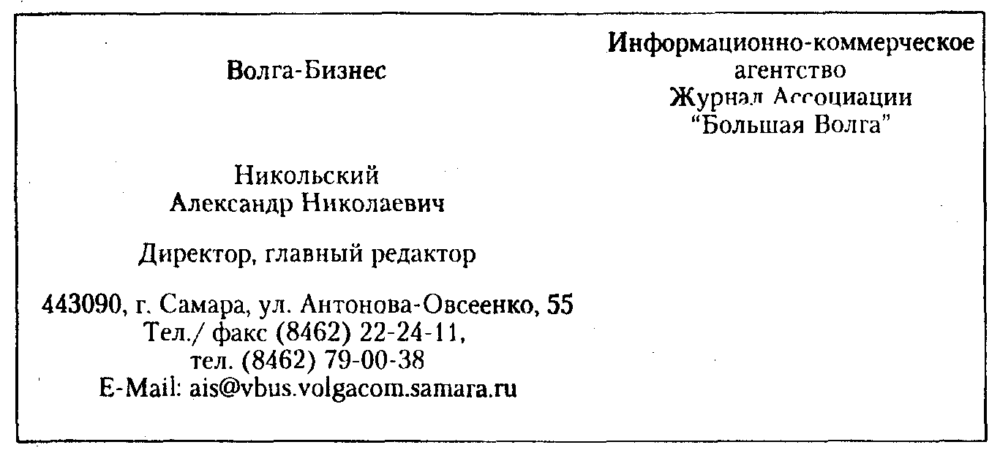 Волга-Бизнес
Информационно-коммерческое
агентство
Журнал Ассоциации
“Большая Волга”
Никольский
Александр Николаевич
Директор, главный редактор
443090, г. Самара, ул. Антонова-Овсеенко, 55
Тел./ факс (8462) 22-24-11,
тел. (8462) 79-00-38
E-Mail: ais@vbus.volgacom.samara.ru